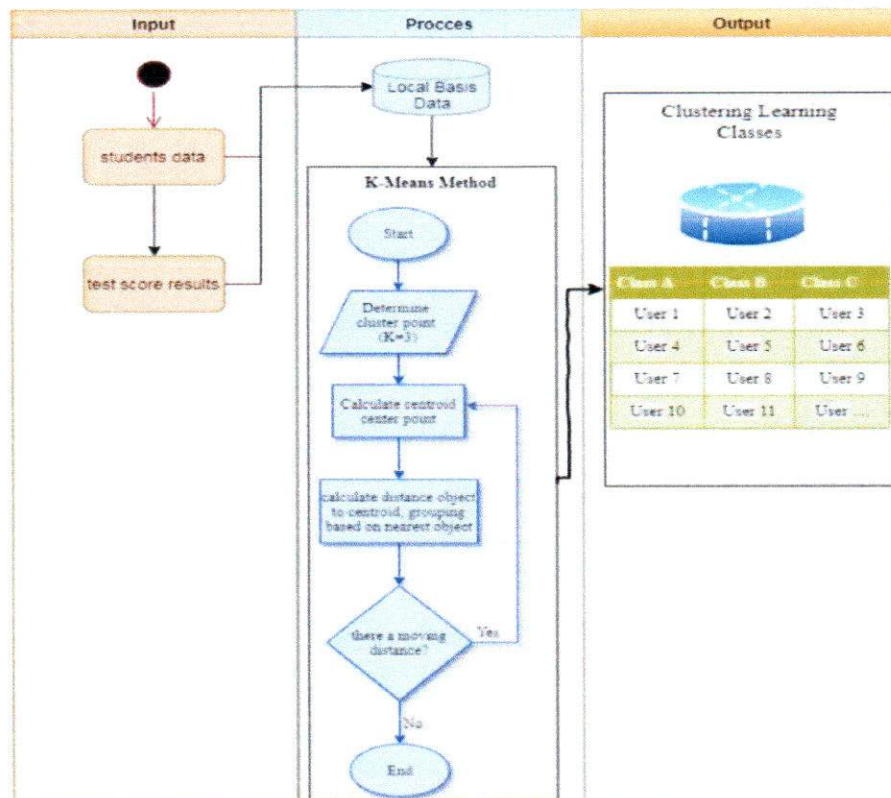 Input
Procces
Output
students data
test score results
Local Basis
Data
K-Means Method
Start
Determine
cluster point
(K=3)
Calculate centroid
center point
calculate distance object
to centroid, grouping
based on nearest object
there a moving
distance?
Yes
No
End
Clustering Learning
Classes
Class A Class B Class C
User 1 User 2 User 3
User 4 User 5 User 6
User 7 User 8 User 9
User 10 User 11 User ...